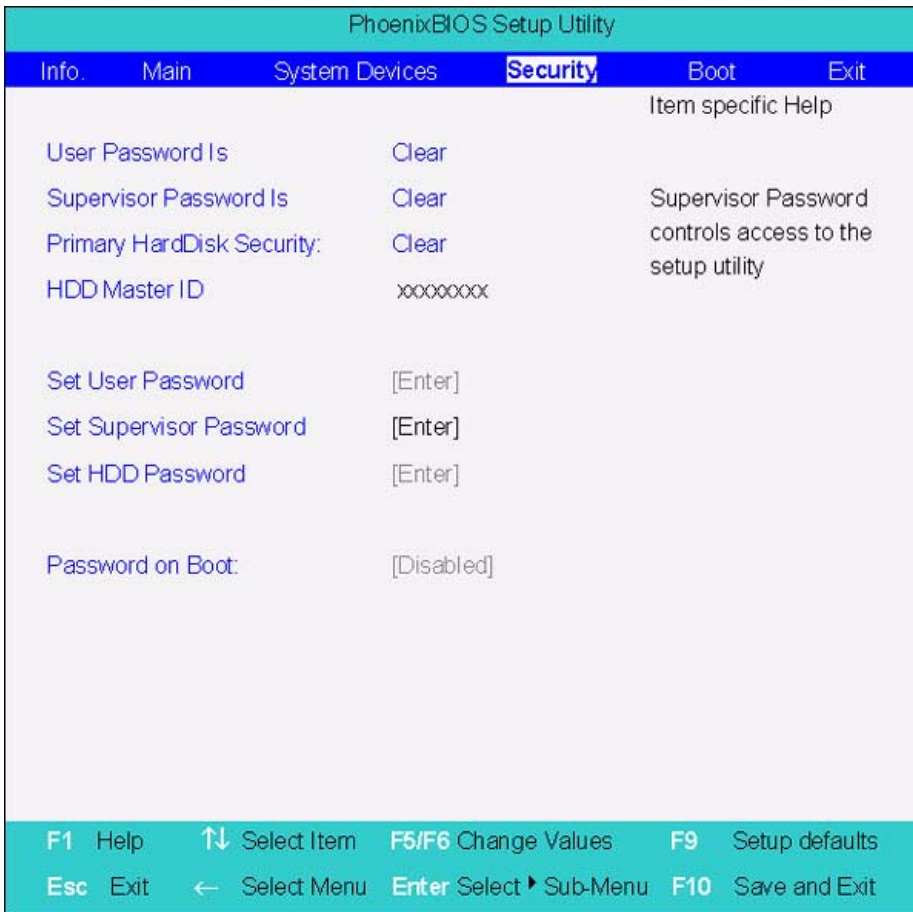 PhoenixBIOS Setup Utility
Info. Main System Devices Security Boot Exit
Item specific Help
User Password Is Clear
Supervisor Password Is Clear
Primary HardDisk Security: Clear
HDD Master ID xxxxxxxx
Supervisor Password
controls access to the
setup utility
Set User Password [Enter]
Set Supervisor Password [Enter]
Set HDD Password [Enter]
Password on Boot: [Disabled]
F1 Help ↑↓ Select Item F5/F6 Change Values F9 Setup defaults
Esc Exit ← Select Menu Enter Select ▸ Sub-Menu F10 Save and Exit